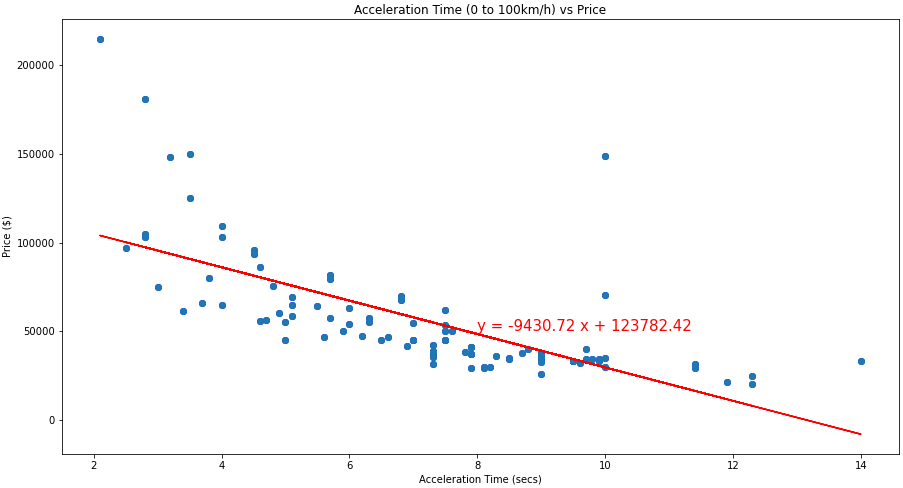 Acceleration Time (0 to 100km/h) vs Price
Price ($)
200000
150000
100000
50000
0
y = -9430.72 x + 123782.42
2 4 6 8 10 12 14
Acceleration Time (secs)